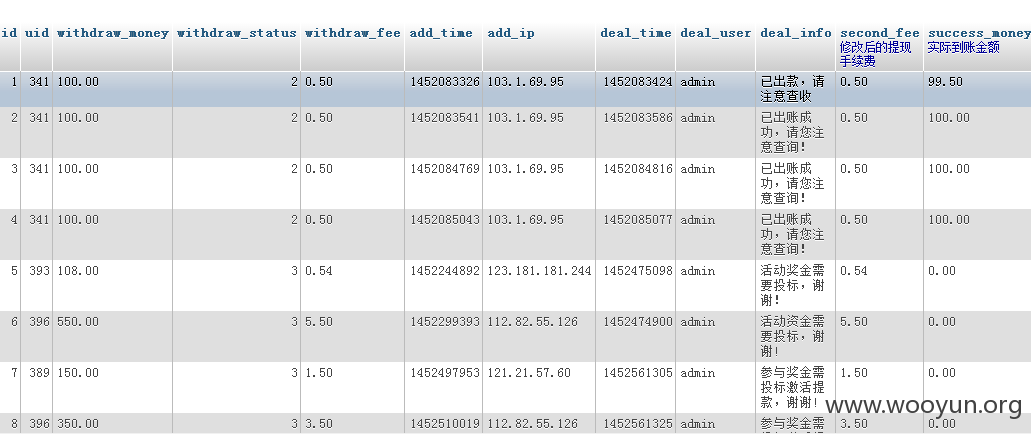 id uid withdraw_money withdraw_status withdraw_fee add_time add_ip deal_time deal_user deal_info second_fee success_money
修改后的提现 实际到账金额
手续费
1 341 100.00 2 0.50 1452083326 103.1.69.95 1452083424 admin 已出款，请 0.50 99.50
注意查收
2 341 100.00 2 0.50 1452083541 103.1.69.95 1452083586 admin 已出账成 0.50 100.00
功，请您注
意查询！
3 341 100.00 2 0.50 1452084769 103.1.69.95 1452084816 admin 已出账成 0.50 100.00
功，请您注
意查询！
4 341 100.00 2 0.50 1452085043 103.1.69.95 1452085077 admin 已出账成 0.50 100.00
功，请您注
意查询！
5 393 108.00 3 0.54 1452244892 123.181.181.244 1452475098 admin 活动奖金需 0.54 0.00
要投标，谢
谢！
6 396 550.00 3 5.50 1452299393 112.82.55.126 1452474900 admin 活动资金需 5.50 0.00
要投标，谢
谢！
7 389 150.00 3 1.50 1452497953 121.21.57.60 1452561305 admin 参与奖金需 1.50 0.00
投标激活提
款，谢谢！
www.wooyun.org
8 396 350.00 3 3.50 1452510019 112.82.55.126 1452561325 admin 参与奖金需 3.50 0.00